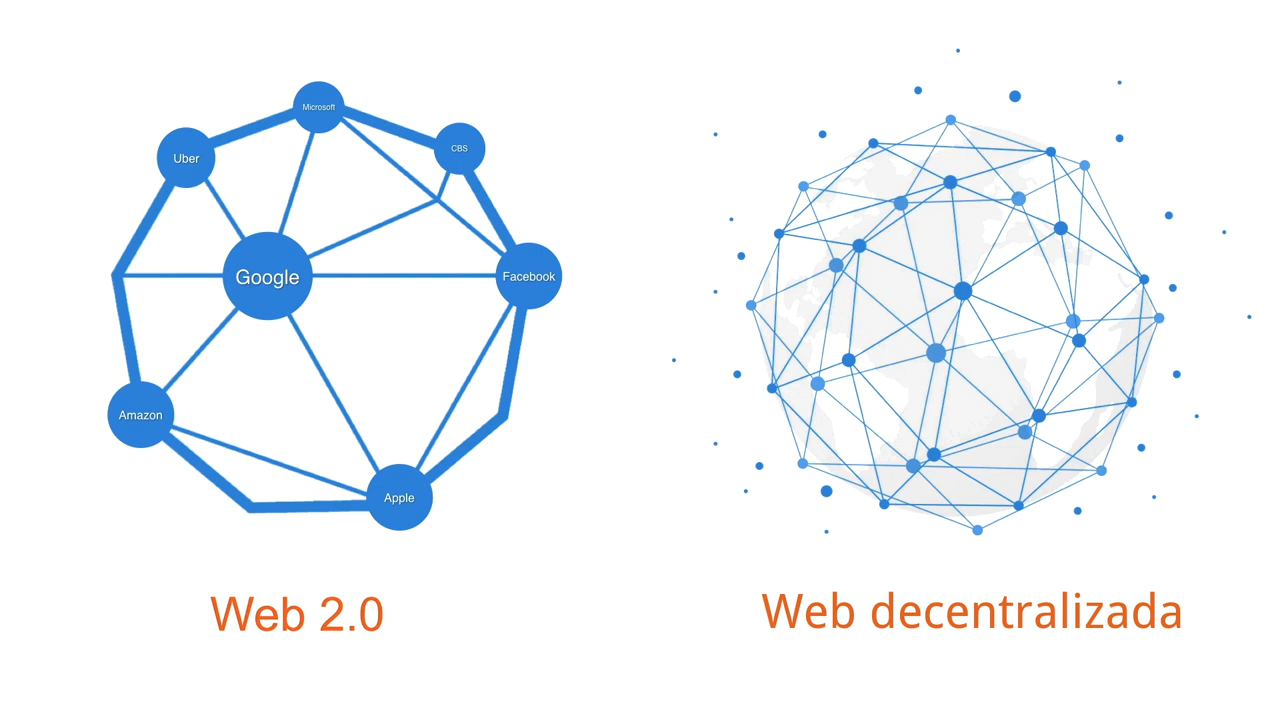 Microsoft
CBS
Uber
Google
Facebook
Amazon
Apple
Web 2.0
Web decentralizada